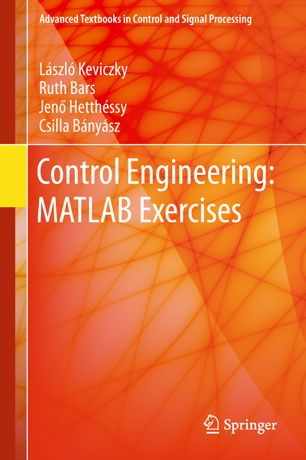 Advanced Textbooks in Control and Signal Processing
László Keviczky
Ruth Bars
Jenő Hetthéssy
Csilla Bányász
Control Engineering:
MATLAB Exercises
Springer